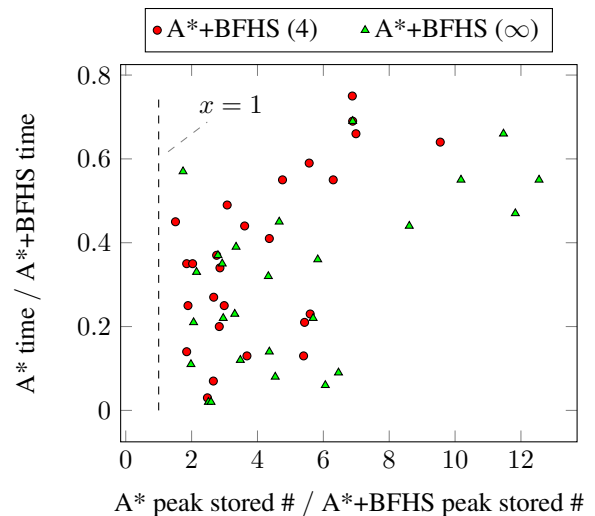 A*+BFHS (4) A*+BFHS (∞)
0.8
x = 1
0.6
0.4
0.2
0
0 2 4 6 8 10 12
A* time / A*+BFHS time
A* peak stored # / A*+BFHS peak stored #